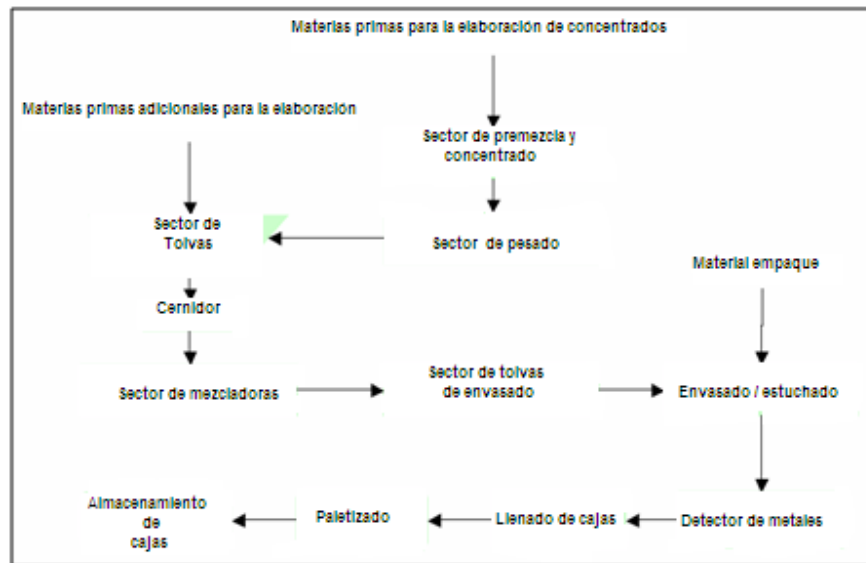 Materias primas para la elaboración de concentrados
Materias primas adicionales para la elaboración
Sector de premezcla y
concentrado
Sector de
Tolvas
Sector de pesado
Material empaque
Cernidor
Sector de mezcladoras
Sector de tolvas
de envasado
Envasado / estuchado
Almacenamiento
de
cajas
Paletizado
Llenado de cajas
Detector de metales